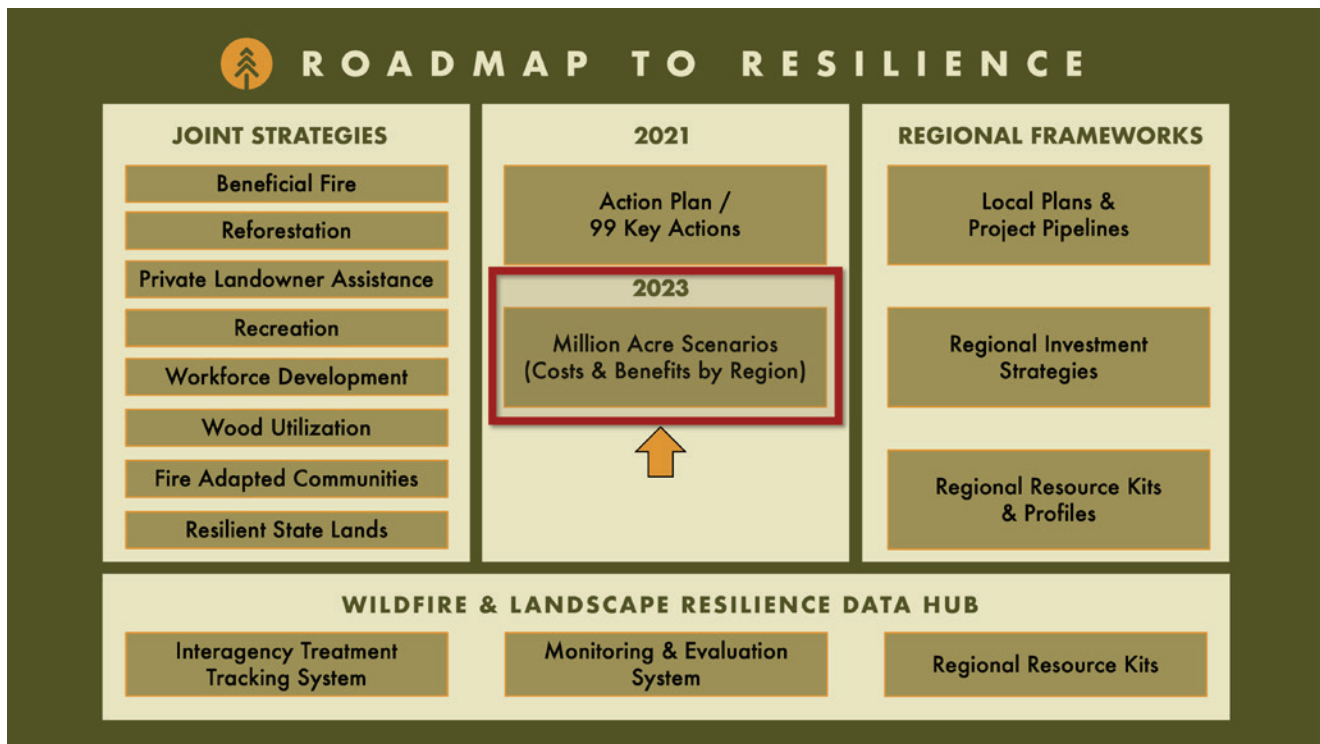 ROADMAP TO RESILIENCE
JOINT STRATEGIES
Beneficial Fire
Reforestation
Private Landowner Assistance
Recreation
Workforce Development
Wood Utilization
Fire Adapted Communities
Resilient State Lands
2021
Action Plan /
99 Key Actions
2023
Million Acre Scenarios
(Costs & Benefits by Region)
REGIONAL FRAMEWORKS
Local Plans &
Project Pipelines
Regional Investment
Strategies
Regional Resource Kits
& Profiles
WILDFIRE & LANDSCAPE RESILIENCE DATA HUB
Interagency Treatment
Tracking System
Monitoring & Evaluation
System
Regional Resource Kits